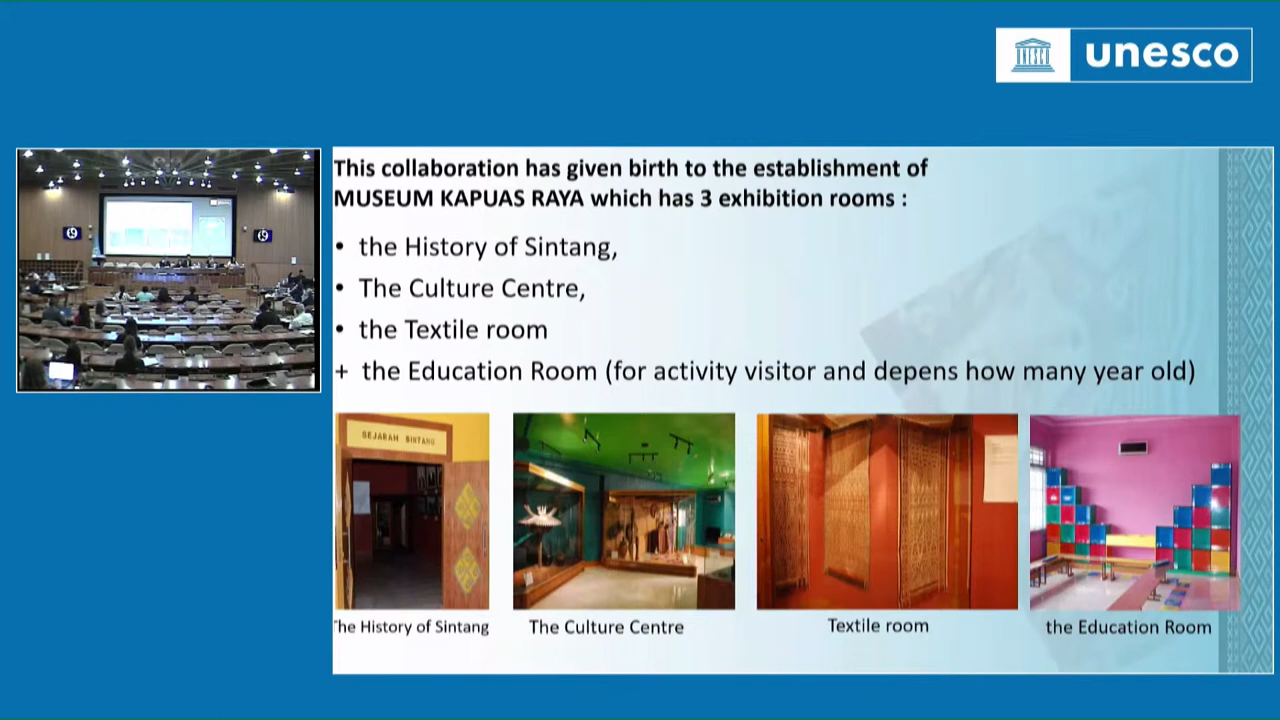 unesco
This collaboration has given birth to the establishment of
MUSEUM KAPUAS RAYA which has 3 exhibition rooms :
• the History of Sintang,
• The Culture Centre,
• the Textile room
+ the Education Room (for activity visitor and depens how many year old)
SEJARAH SINTANG
he History of Sintang
The Culture Centre
Textile room
the Education Room